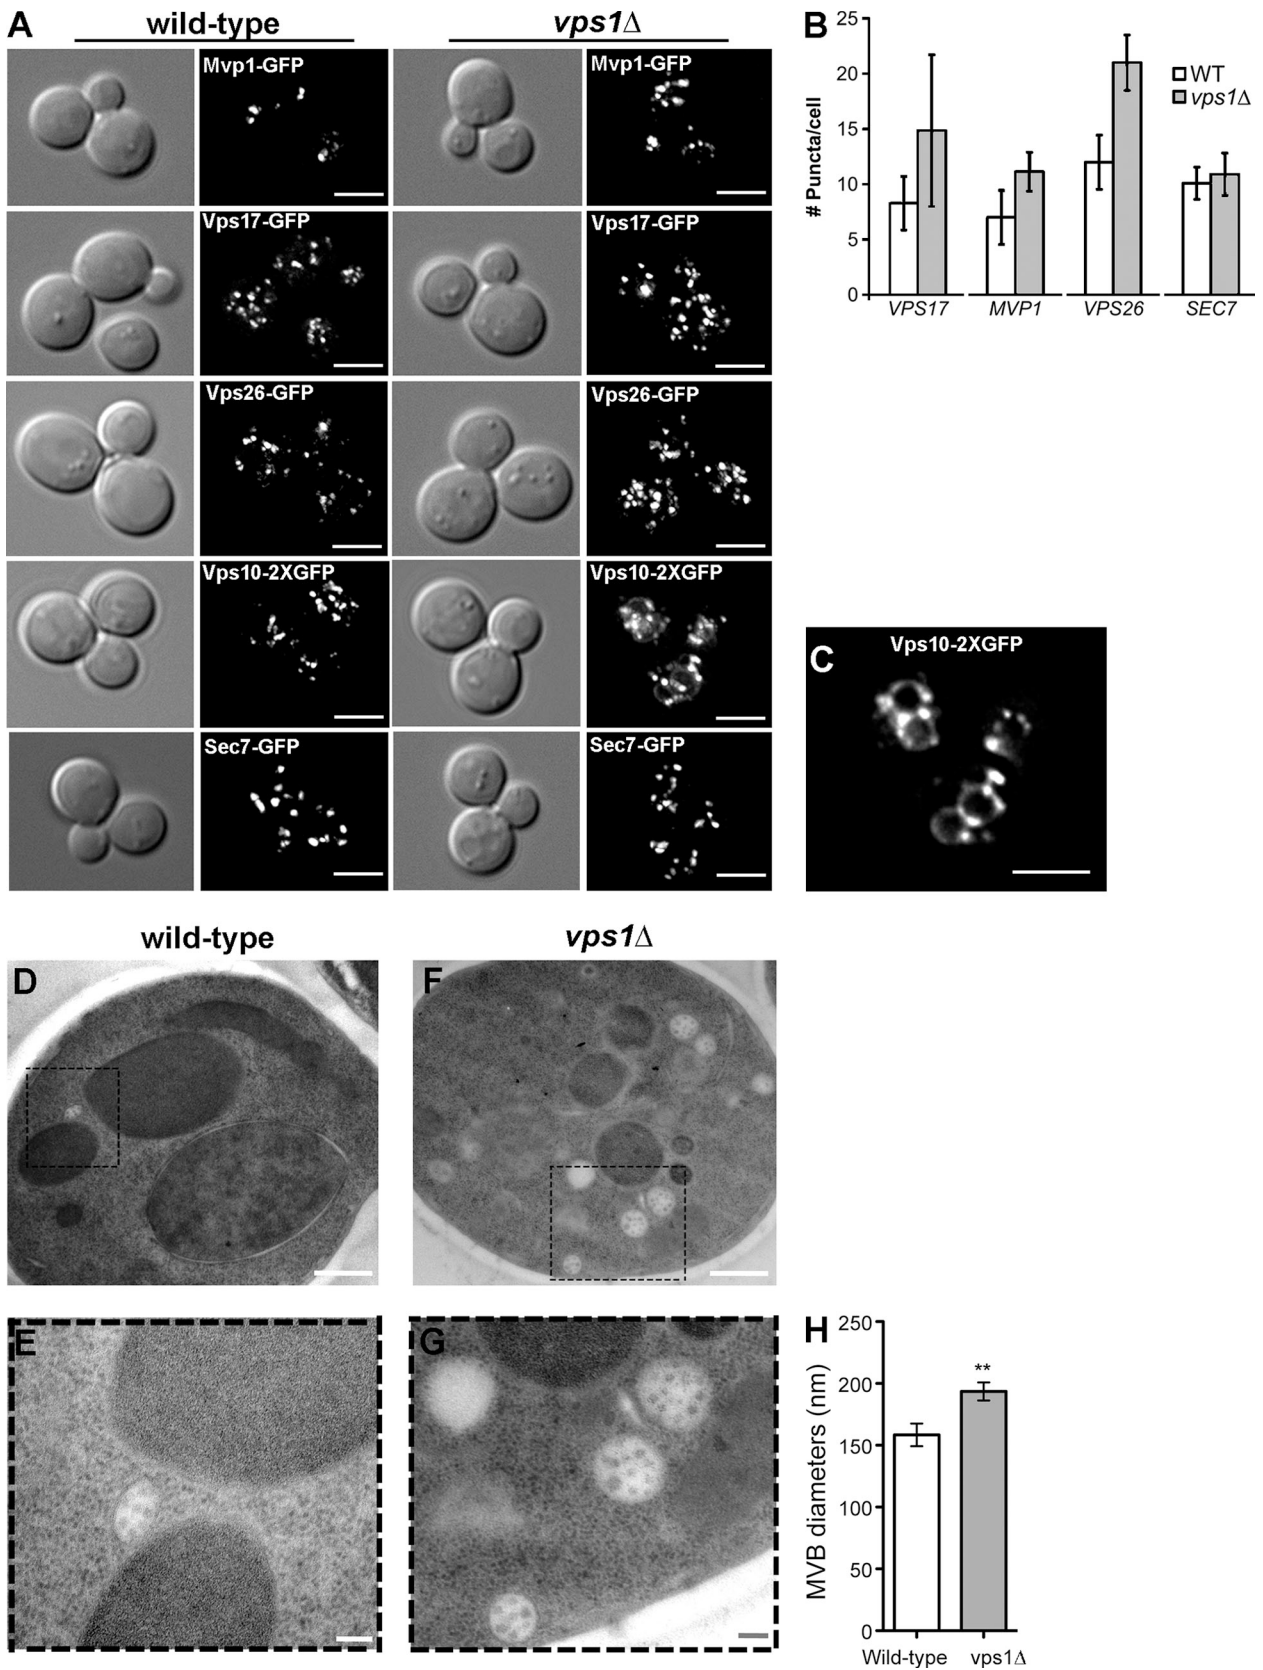 A
wild-type
vps1Δ
Mvp1-GFP
Mvp1-GFP
Vps17-GFP
Vps17-GFP
Vps26-GFP
Vps26-GFP
Vps10-2XGFP
Vps10-2XGFP
Sec7-GFP
Sec7-GFP
B
# Puncta/cell
25
20
15
10
5
0
WT
vps1Δ
VPS17 MVP1 VPS26 SEC7
C
Vps10-2XGFP
wild-type
vps1Δ
D
F
E
G
H
MVB diameters (nm)
250
200
150
100
50
0
**
Wild-type vps1Δ